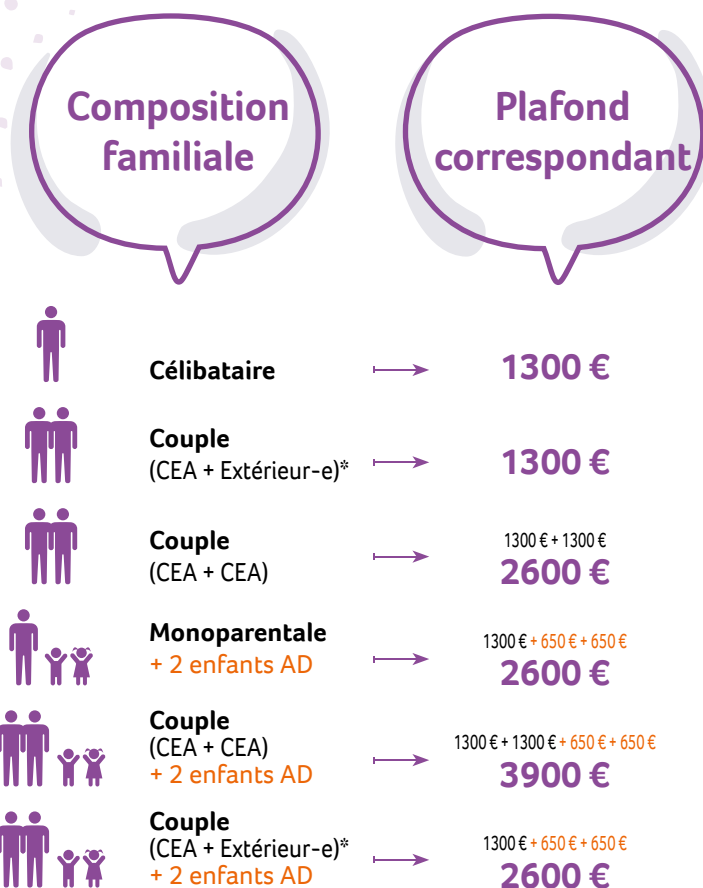 Composition
familiale
Plafond
correspondant
Célibataire
1300 €
Couple
(CEA + Extérieur-e)*
1300 €
Couple
(CEA + CEA)
1300 € + 1300 €
2600 €
Monoparentale
+ 2 enfants AD
1300 € + 650 € + 650 €
2600 €
Couple
(CEA + CEA)
+ 2 enfants AD
1300 € + 1300 € + 650 € + 650 €
3900 €
Couple
(CEA + Extérieur-e)*
+ 2 enfants AD
1300 € + 650 € + 650 €
2600 €